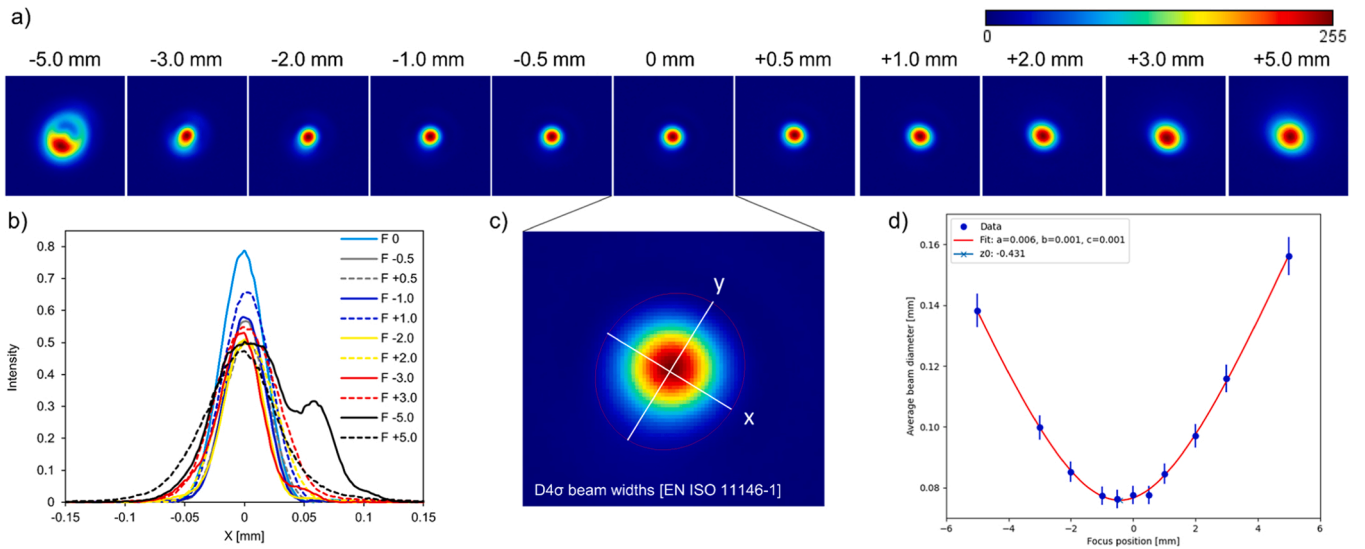 a)
0 255
-5.0 mm -3.0 mm -2.0 mm -1.0 mm -0.5 mm 0 mm +0.5 mm +1.0 mm +2.0 mm +3.0 mm +5.0 mm
b)
0.8
0.7
0.6
0.5
0.4
0.3
0.2
0.1
0
Intensity
-0.15 -0.1 -0.05 0 0.05 0.1 0.15
X [mm]
F 0
F -0.5
F +0.5
F -1.0
F +1.0
F -2.0
F +2.0
F -3.0
F +3.0
F -5.0
F +5.0
c)
y
x
D4σ beam widths [EN ISO 11146-1]
d)
Data
Fit: a=0.006, b=0.001, c=0.001
z0: -0.431
0.16
0.14
0.12
0.10
0.08
Average beam diameter [mm]
−6 −4 −2 0 2 4 6
Focus position [mm]